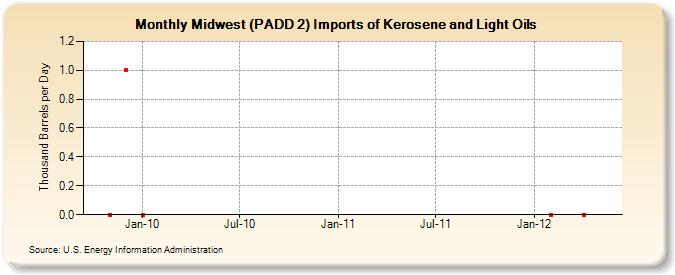 Monthly Midwest (PADD 2) Imports of Kerosene and Light Oils
Thousand Barrels per Day
1.2
1.0
0.8
0.6
0.4
0.2
0.0
Jan-10 Jul-10 Jan-11 Jul-11 Jan-12
Source: U.S. Energy Information Administration